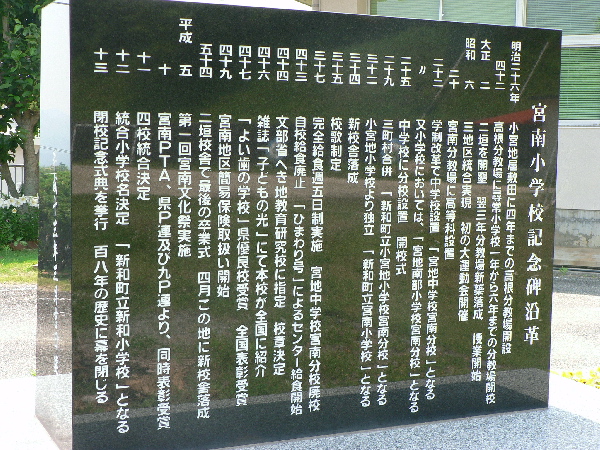 宮南小学校記念碑沿革
明治二十六年 小宮地屋敷田に四年までの高根分教場開設
四十二 高根分教場に尋常小学校一年から六年までの分教場開校
大正 二 二垣を開墾 翌三年分教場新築落成 授業開始
昭和 六 三地区統合実現 初の大運動会開催
二十 宮南分教場に高等科設置
二十二 学制改革で中学校設置「宮地中学校宮南分校」となる
〃 又小学校においては、「宮地南部小学校宮南分校」となる
二十五 中学校に分校設置 開校式
二十九 三町村合併 「新和町立小宮地小学校宮南分校」となる
三十二 小宮地小学校より独立 「新和町立宮南小学校」となる
三十四 新校舎落成
三十五 校歌制定
三十七 完全給食週五日制実施 宮地中学校宮南分校廃校
四十三 自校給食廃止 「ひまわり号」によるセンター給食開始
四十四 文部省へき地教育研究校に指定 校章決定
四十六 雑誌「子どもの光」にて本校が全国に紹介
四十七 「よい歯の学校」県優良校受賞 全国表彰受賞
四十九 宮南地区簡易保険取扱い開始
五十四 二垣校舎で最後の卒業式 四月この地に新校舎落成
平成 五 第一回宮南文化祭実施
十 宮南PTA、県P連及び九P連より、同時表彰受賞
十一 四校統合決定
十二 統合小学校名決定 「新和町立新和小学校」となる
十三 閉校記念式典を挙行 百八年の歴史に幕を閉じる